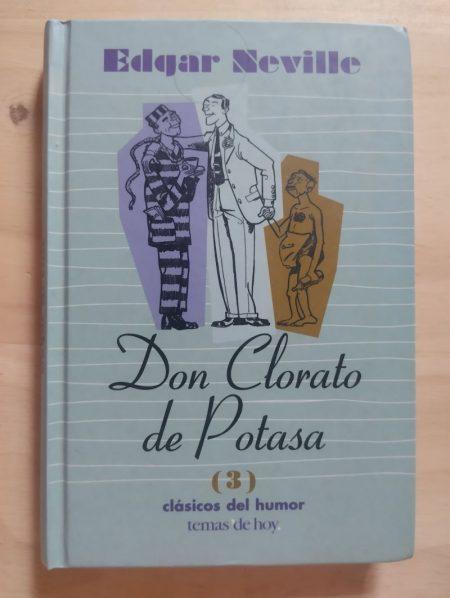 Edgar Neville
Don Clorato
de Potasa
(3)
clásicos del humor
temas de hoy.